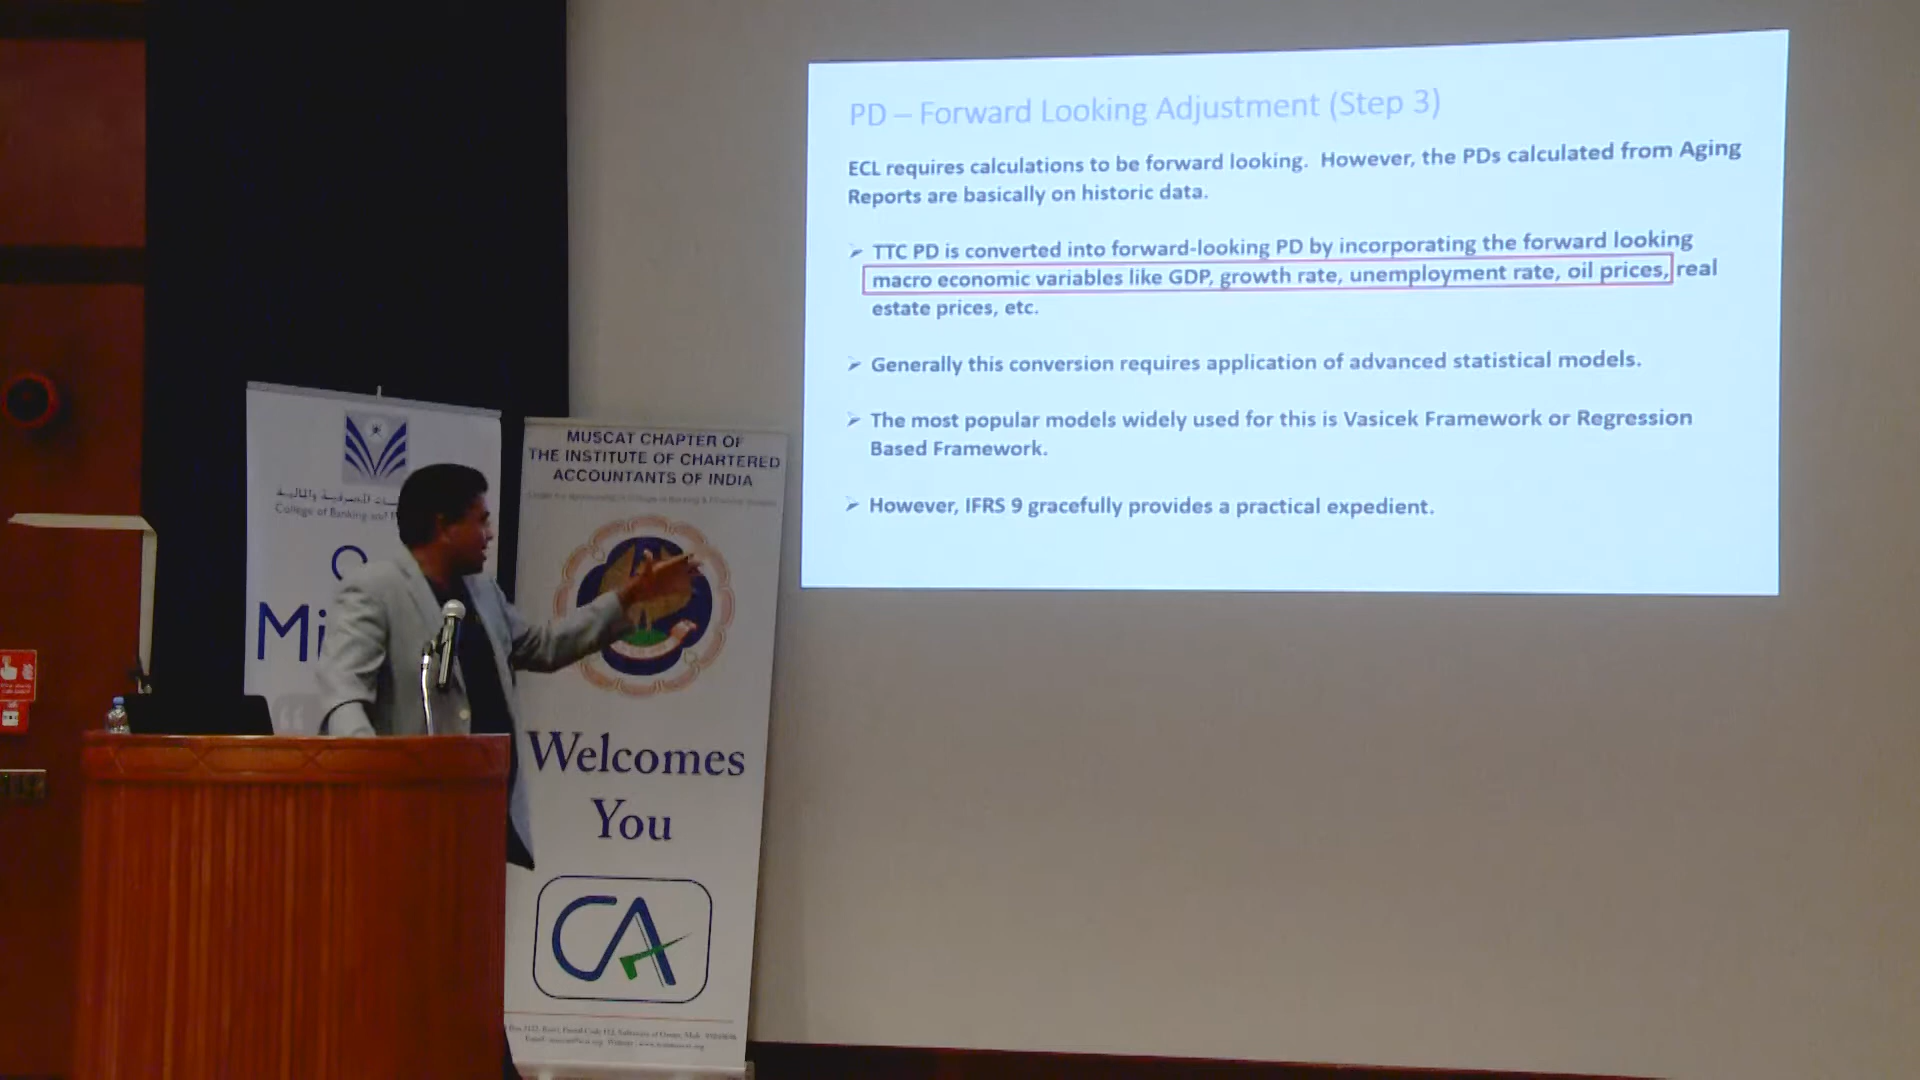 PD – Forward Looking Adjustment (Step 3)
ECL requires calculations to be forward looking. However, the PDs calculated from Aging
Reports are basically on historic data.
➢ TTC PD is converted into forward-looking PD by incorporating the forward looking
macro economic variables like GDP, growth rate, unemployment rate, oil prices, real
estate prices, etc.
➢ Generally this conversion requires application of advanced statistical models.
➢ The most popular models widely used for this is Vasicek Framework or Regression
Based Framework.
➢ However, IFRS 9 gracefully provides a practical expedient.
College of Banking and
Mi
MUSCAT CHAPTER OF
THE INSTITUTE OF CHARTERED
ACCOUNTANTS OF INDIA
Welcomes
You
CA